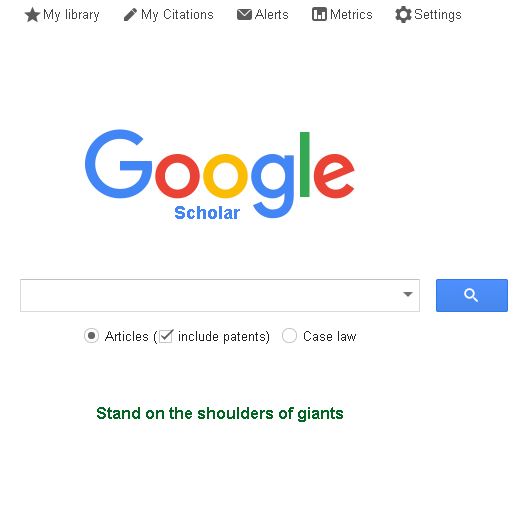 My library My Citations Alerts Metrics Settings
Google
Scholar
Articles (include patents) Case law
Stand on the shoulders of giants